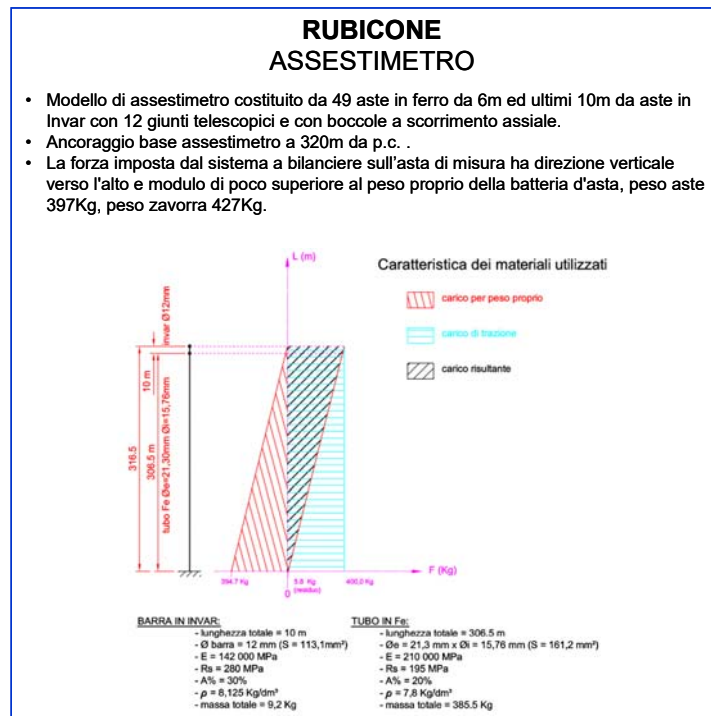 RUBICONE
ASSESTIMETRO
• Modello di assestimetro costituito da 49 aste in ferro da 6m ed ultimi 10m da aste in
Invar con 12 giunti telescopici e con boccole a scorrimento assiale.
• Ancoraggio base assestimetro a 320m da p.c. .
• La forza imposta dal sistema a bilanciere sull'asta di misura ha direzione verticale
verso l'alto e modulo di poco superiore al peso proprio della batteria d'asta, peso aste
397Kg, peso zavorra 427Kg.
L (m)
Caratteristica dei materiali utilizzati
carico per peso proprio
carico di trazione
carico risultante
invar Ø12mm
10 m
316.5
306.5 m
tubo Fe Øe=21,30mm Øi=15,76mm
F (Kg)
394.7 Kg
5.8 Kg
(residuo)
400,0 Kg
0
BARRA IN INVAR:
- lunghezza totale = 10 m
- Ø barra = 12 mm (S = 113,1mm²)
- E = 142 000 MPa
- Rs = 280 MPa
- A% = 30%
- ρ = 8,125 Kg/dm³
- massa totale = 9,2 Kg
TUBO IN Fe:
- lunghezza totale = 306.5 m
- Øe = 21,3 mm x Øi = 15,76 mm (S = 161,2 mm²)
- E = 210 000 MPa
- Rs = 195 MPa
- A% = 20%
- ρ = 7,8 Kg/dm³
- massa totale = 385.5 Kg